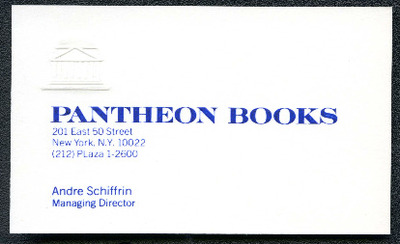 PANTHEON BOOKS
201 East 50 Street
New York, N.Y. 10022
(212) PLaza 1-2600
Andre Schiffrin
Managing Director